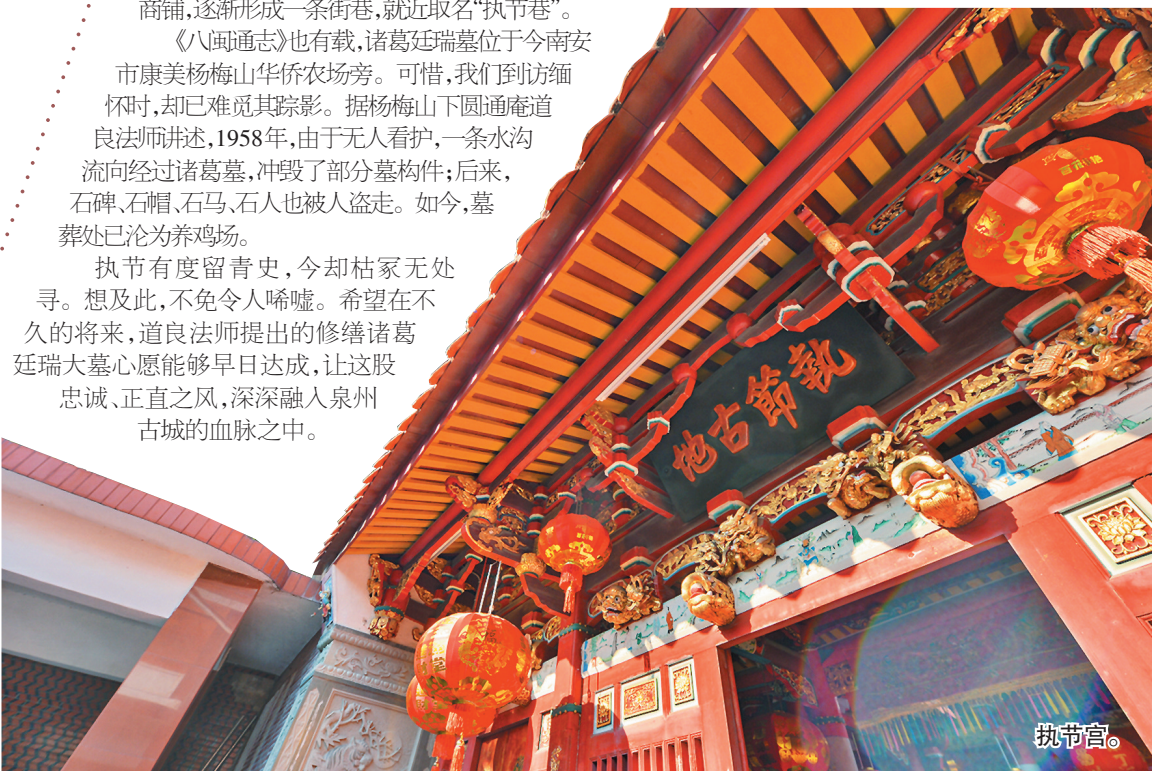 商铺,逐渐形成一条街巷,就近取名“执节巷”。
《八闽通志》也有载,诸葛廷瑞墓位于今南安
市康美杨梅山华侨农场旁。可惜,我们到访缅
怀时,却已难觅其踪影。据杨梅山下圆通庵道
良法师讲述,1958年,由于无人看护,一条水沟
流向经过诸葛墓,冲毁了部分墓构件;后来,
石碑、石帽、石马、石人也被人盗走。如今,墓
葬处已沦为养鸡场。
执节有度留青史,今却枯冢无处
寻。想及此,不免令人唏嘘。希望在不
久的将来,道良法师提出的修缮诸葛
廷瑞大墓心愿能够早日达成,让这股
忠诚、正直之风,深深融入泉州
古城的血脉之中。
地古節執
执节宫。